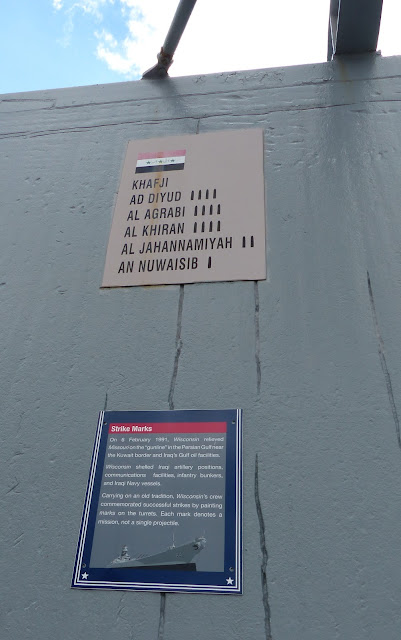 KHAFJI
AD DIYUD
AL AGRABI
AL KHIRAN
AL JAHANNAMIYAH
AN NUWAISIB
Strike Marks
On 6 February 1991, Wisconsin relieved
Missouri on the "gunline" in the Persian Gulf near
the Kuwait border and Iraq's Gulf oil facilities.
Wisconsin shelled Iraqi artillery positions,
communications facilities, infantry bunkers,
and Iraqi Navy vessels.
Carrying on an old tradition, Wisconsin's crew
commemorated successful strikes by painting
marks on the turrets. Each mark denotes a
mission, not a single projectile.